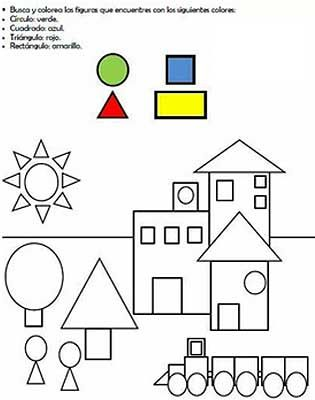 • Busca y colorea las figuras que encuentres con los siguientes colores:
• Círculo: verde.
• Cuadrado: azul.
• Triángulo: rojo.
• Rectángulo: amarillo.